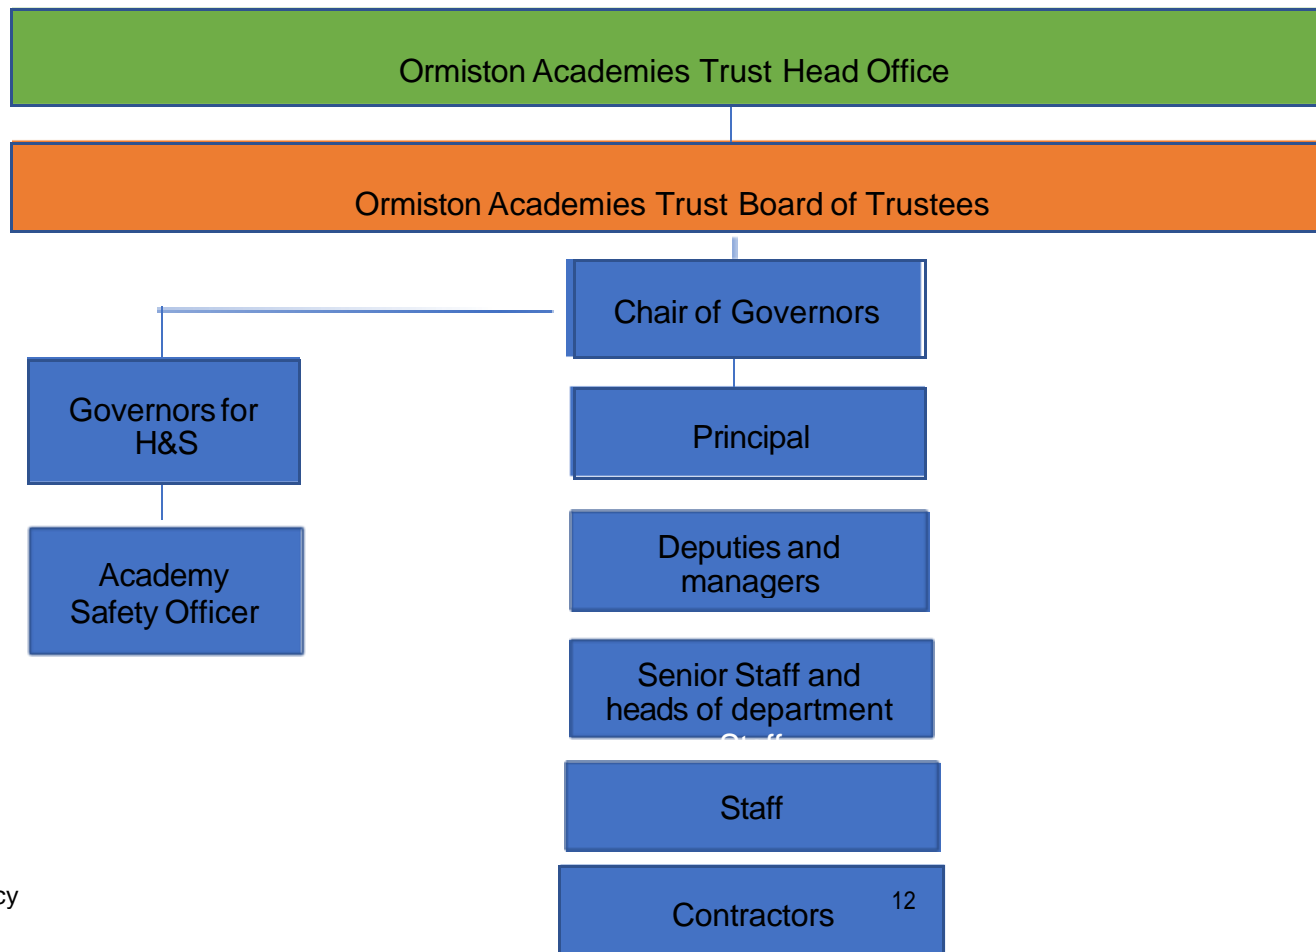 Ormiston Academies Trust Head Office
Ormiston Academies Trust Board of Trustees
Chair of Governors
Governors for
H&S
Principal
Academy
Safety Officer
Deputies and
managers
Senior Staff and
heads of department
Staff
Contractors
12